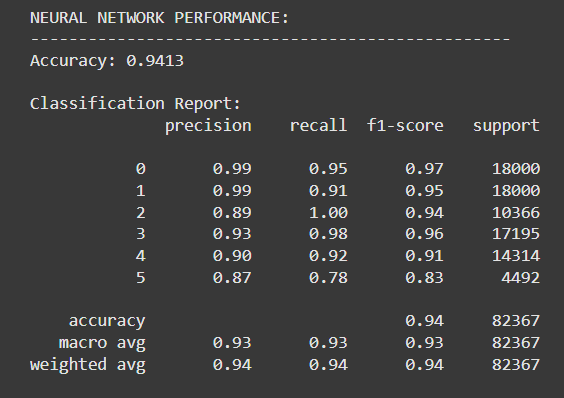 NEURAL NETWORK PERFORMANCE:
--------------------------------------------------
Accuracy: 0.9413
Classification Report:
precision recall f1-score support
0 0.99 0.95 0.97 18000
1 0.99 0.91 0.95 18000
2 0.89 1.00 0.94 10366
3 0.93 0.98 0.96 17195
4 0.90 0.92 0.91 14314
5 0.87 0.78 0.83 4492
accuracy 0.94 82367
macro avg 0.93 0.93 0.93 82367
weighted avg 0.94 0.94 0.94 82367